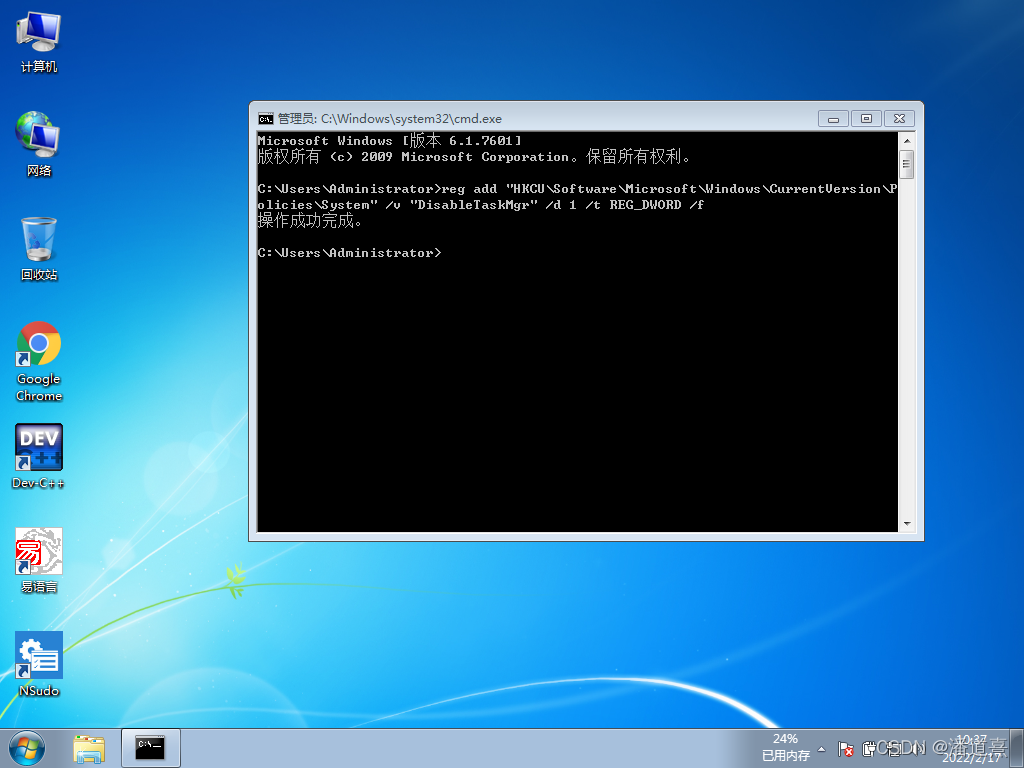 计算机
网络
回收站
Google
Chrome
DEV
C++
Dev-C++
易
易语言
NSudo
管理员: C:\Windows\system32\cmd.exe
Microsoft Windows [版本 6.1.7601]
版权所有 (c) 2009 Microsoft Corporation。保留所有权利。
C:\Users\Administrator>reg add "HKCU\Software\Microsoft\Windows\CurrentVersion\P
olicies\System" /v "DisableTaskMgr" /d 1 /t REG_DWORD /f
操作成功完成。
C:\Users\Administrator>
24%
已用内存
10:37
2022/2/17
CSDN @潘道熹